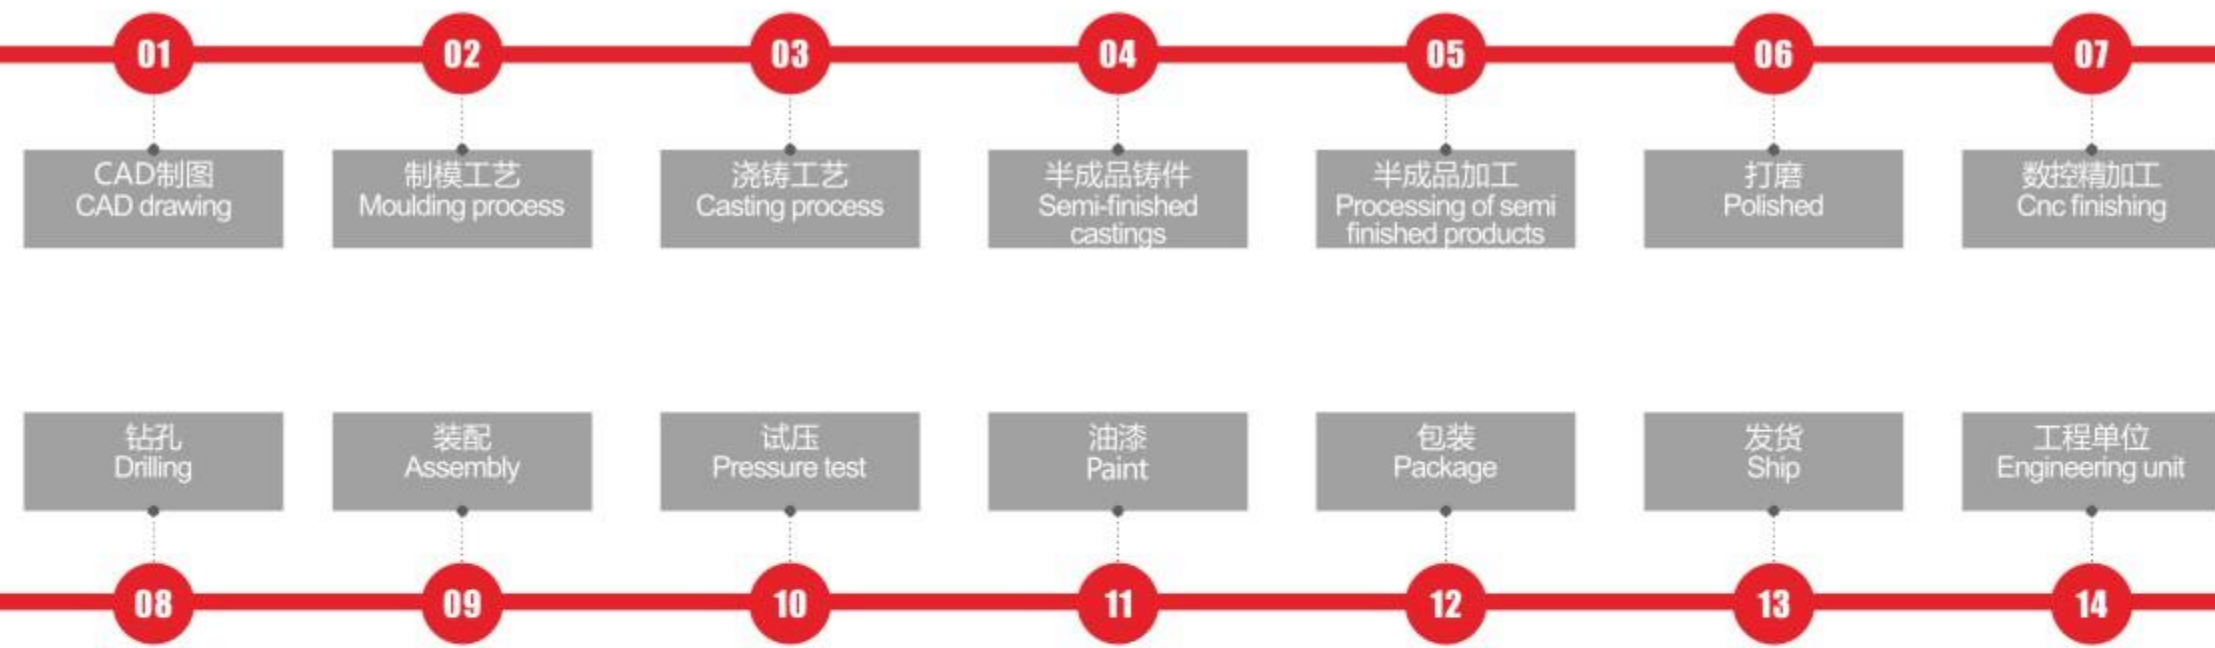 01
02
03
04
05
06
07
CAD制图
CAD drawing
制模工艺
Moulding process
浇铸工艺
Casting process
半成品铸件
Semi-finished
castings
半成品加工
Processing of semi
finished products
打磨
Polished
数控精加工
Cnc finishing
钻孔
Drilling
装配
Assembly
试压
Pressure test
油漆
Paint
包装
Package
发货
Ship
工程单位
Engineering unit
08
09
10
11
12
13
14